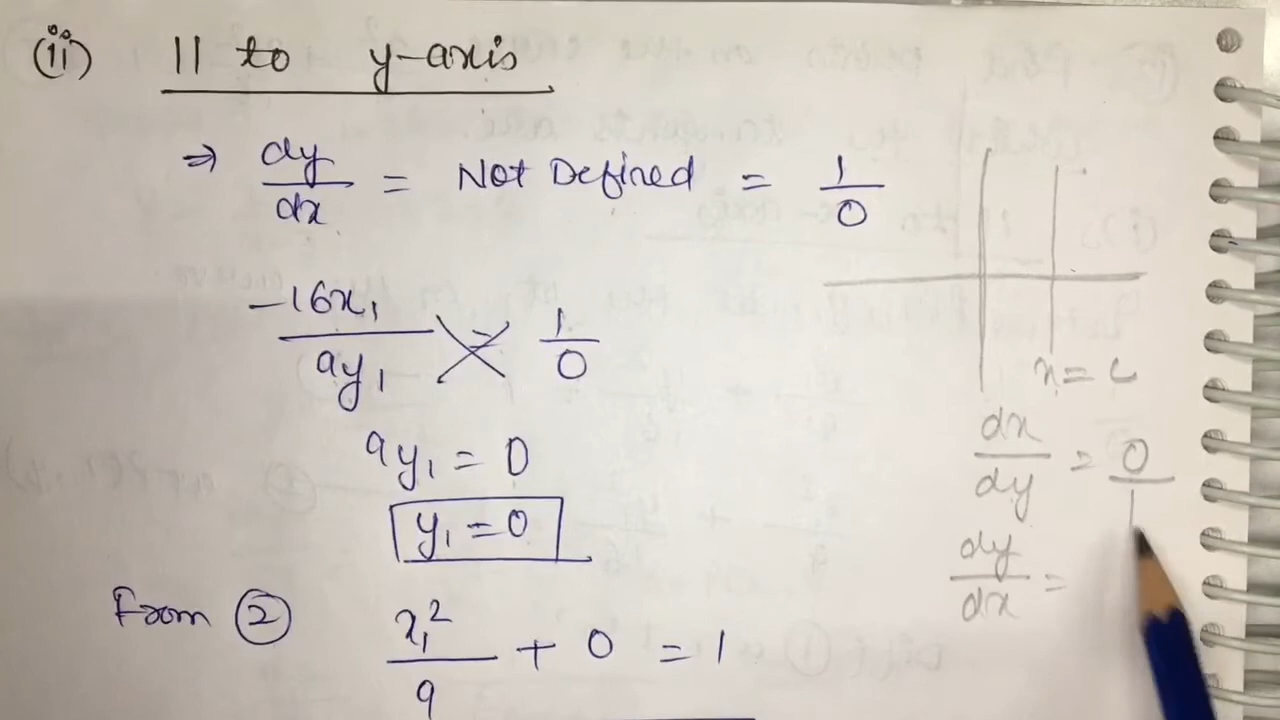 (ii) || to y-axis
⇒ dy/dx = Not Defined = 1/0
-16x₁/9y₁ = 1/0
9y₁ = 0
y₁ = 0
From ② x₁²/9 + 0 = 1
x = c
dx/dy = 0/1
dy/dx =